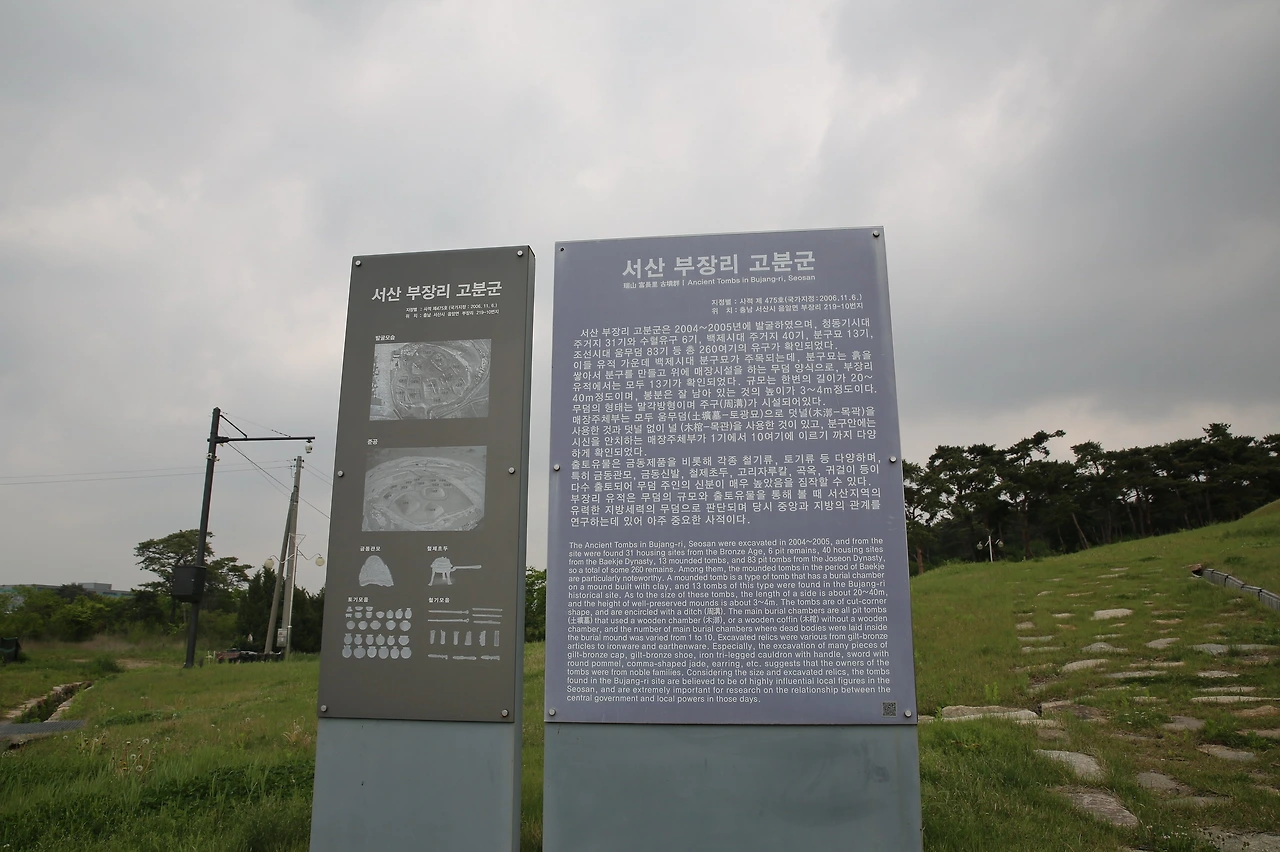 서산 부장리 고분군
지정별 : 사적 제475호(국가지정 : 2006. 11. 6.)
위 치 : 충남 서산시 음암면 부장리 219-10번지
발굴모습
준공
금동관모
철제초두
토기모음
철기모음
서산 부장리 고분군
瑞山 富長里 古墳群 | Ancient Tombs in Bujang-ri, Seosan
지정별 : 사적 제 475호(국가지정 : 2006. 11. 6.)
위 치 : 충남 서산시 음암면 부장리 219-10번지
서산 부장리 고분군은 2004~2005년에 발굴하였으며, 청동기시대
주거지 31기와 수혈유구 6기, 백제시대 주거지 40기, 분구묘 13기,
조선시대 움무덤 83기 등 총 260여기의 유구가 확인되었다.
이들 유적 가운데 백제시대 분구묘가 주목되는데, 분구묘는 흙을
쌓아서 분구를 만들고 위에 매장시설을 하는 무덤 양식으로, 부장리
유적에서는 모두 13기가 확인되었다. 규모는 한변의 길이가 20~
40m정도이며, 봉분은 잘 남아 있는 것의 높이가 3~4m정도이다.
무덤의 형태는 말각방형이며 주구(周溝)가 시설되어있다.
매장주체부는 모두 움무덤(土壙墓-토광묘)으로 덧널(木槨-목곽)을
사용한 것과 덧널 없이 널 (木棺-목관)을 사용한 것이 있고, 분구안에는
시신을 안치하는 매장주체부가 1기에서 10여기에 이르기 까지 다양
하게 확인되었다.
출토유물은 금동제품을 비롯해 각종 철기류, 토기류 등 다양하며,
특히 금동관모, 금동신발, 철제초두, 고리자루칼, 곡옥, 귀걸이 등이
다수 출토되어 무덤 주인의 신분이 매우 높았음을 짐작할 수 있다.
부장리 유적은 무덤의 규모와 출토유물을 통해 볼 때 서산지역의
유력한 지방세력의 무덤으로 판단되며 당시 중앙과 지방의 관계를
연구하는데 있어 아주 중요한 사적이다.
The Ancient Tombs in Bujang-ri, Seosan were excavated in 2004~2005, and from the
site were found 31 housing sites from the Bronze Age, 6 pit remains, 40 housing sites
from the Baekje Dynasty, 13 mounded tombs, and 83 pit tombs from the Joseon Dynasty,
so a total of some 260 remains. Among them, the mounded tombs in the period of Baekje
are particularly noteworthy. A mounded tomb is a type of tomb that has a burial chamber
on a mound built with clay, and 13 tombs of this type were found in the Bujang-ri
historical site. As to the size of these tombs, the length of a side is about 20~40m,
and the height of well-preserved mounds is about 3~4m. The tombs are of cut-corner
shape, and are encircled with a ditch (周溝). The main burial chambers are all pit tombs
(土壙墓) that used a wooden chamber (木槨), or a wooden coffin (木棺) without a wooden
chamber, and the number of main burial chambers where dead bodies were laid inside
the burial mound was varied from 1 to 10. Excavated relics were various from gilt-bronze
articles to ironware and earthenware. Especially, the excavation of many pieces of
gilt-bronze cap, gilt-bronze shoe, iron tri-legged cauldron with handle, sword with
round pommel, comma-shaped jade, earring, etc. suggests that the owners of the
tombs were from noble families. Considering the size and excavated relics, the tombs
found in the Bujang-ri site are believed to be of highly influential local figures in the
Seosan, and are extremely important for research on the relationship between the
central government and local powers in those days.